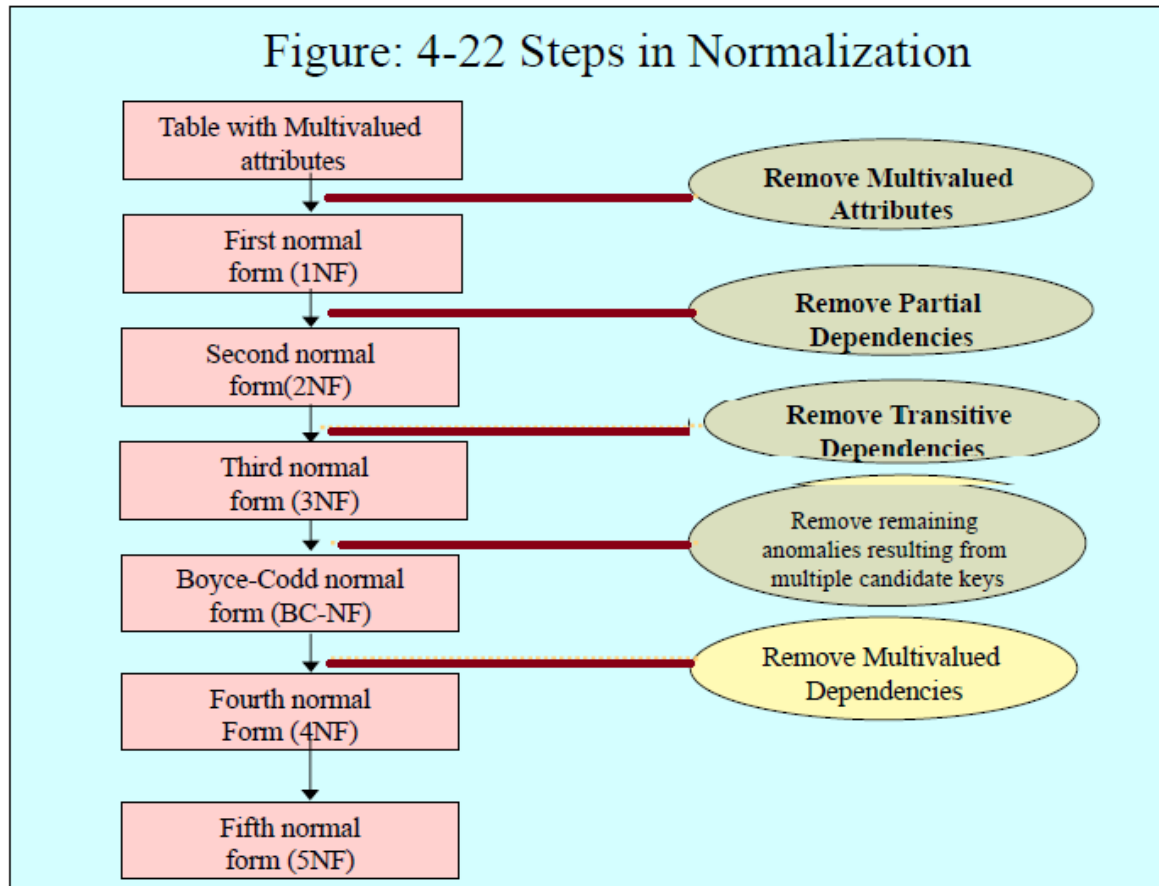 Figure: 4-22 Steps in Normalization
Table with Multivalued
attributes
Remove Multivalued
Attributes
First normal
form (1NF)
Remove Partial
Dependencies
Second normal
form(2NF)
Remove Transitive
Dependencies
Third normal
form (3NF)
Remove remaining
anomalies resulting from
multiple candidate keys
Boyce-Codd normal
form (BC-NF)
Remove Multivalued
Dependencies
Fourth normal
Form (4NF)
Fifth normal
form (5NF)